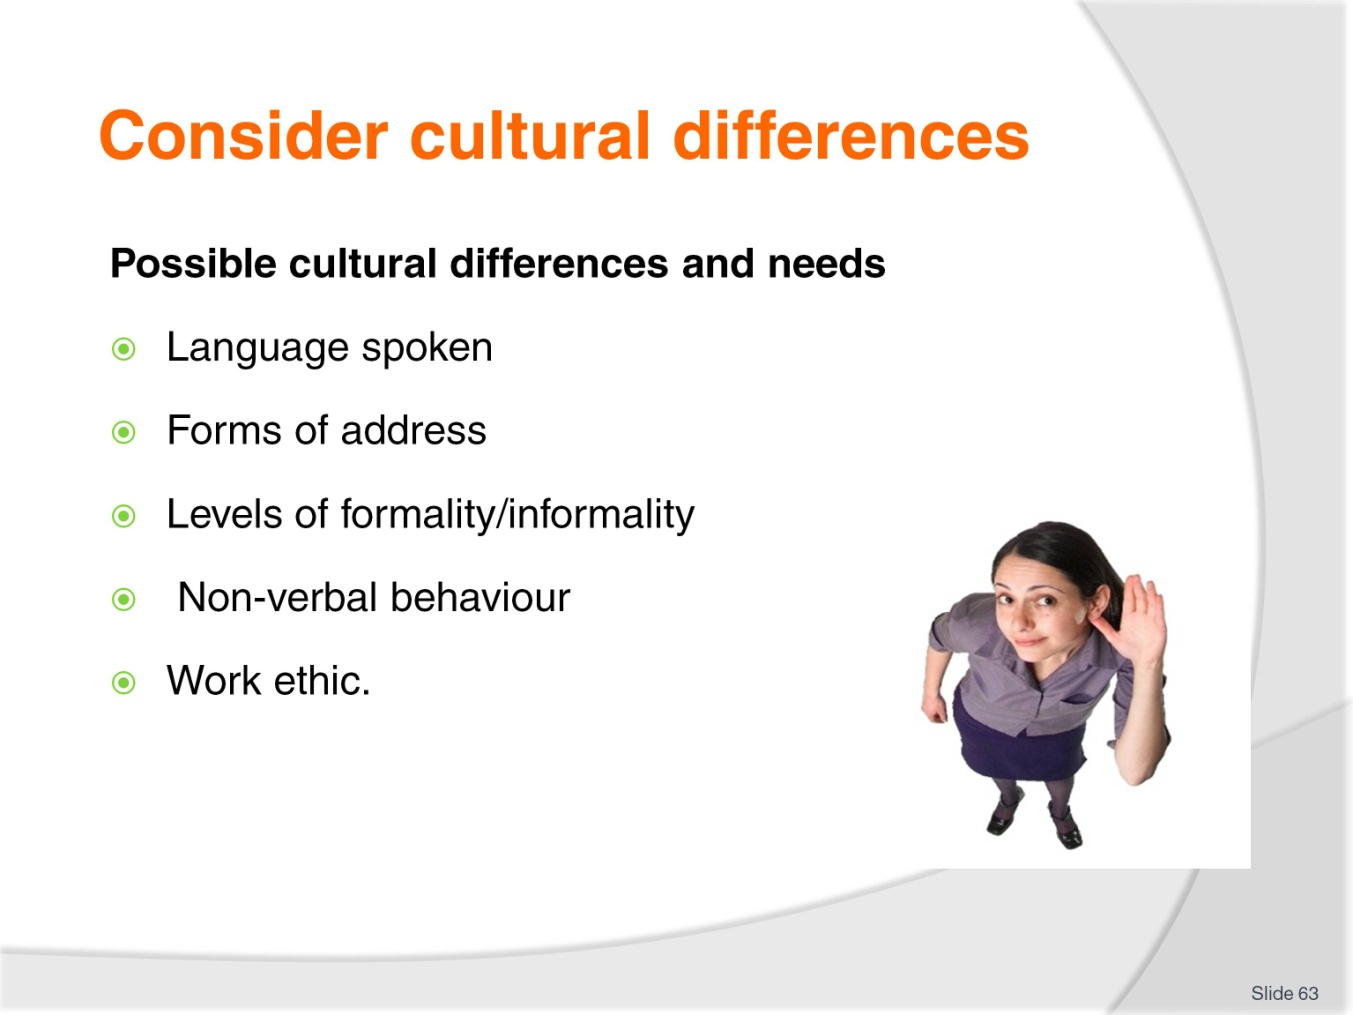 Consider cultural differences
Possible cultural differences and needs
Language spoken
Forms of address
Levels of formality/informality
Non-verbal behaviour
Work ethic.
Slide 63